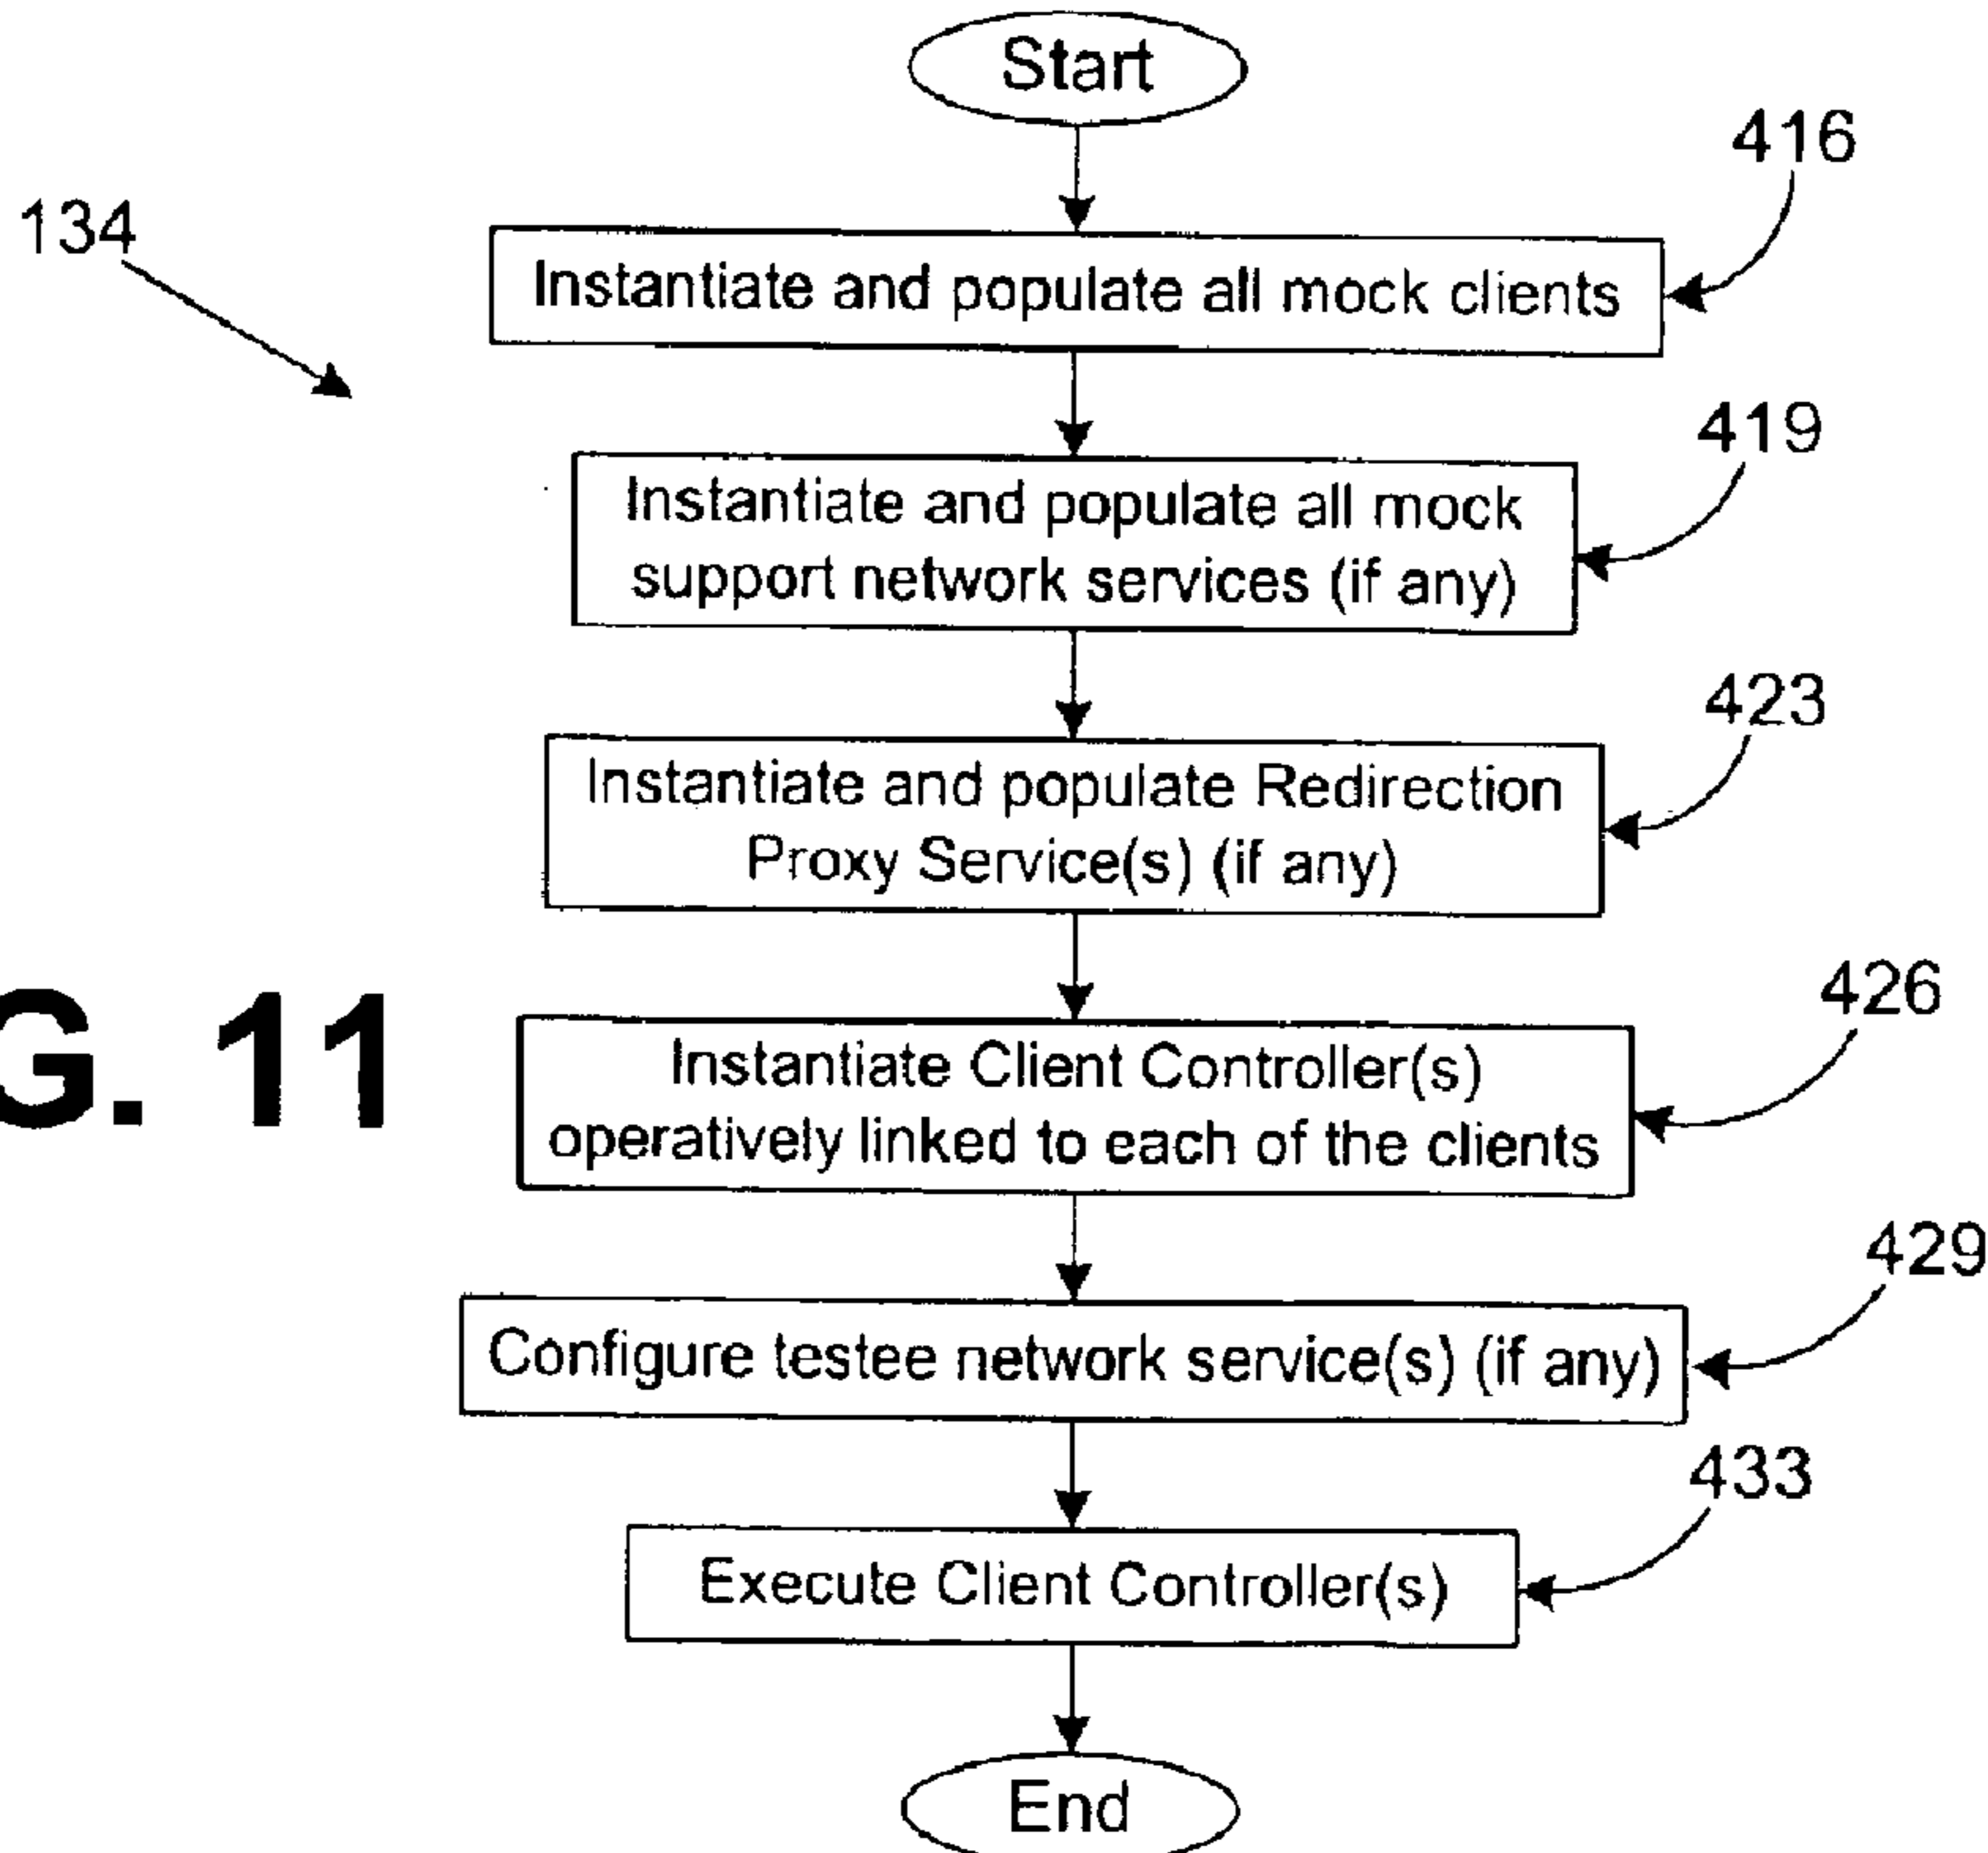 Start
416
134
Instantiate and populate all mock clients
419
Instantiate and populate all mock
support network services (if any)
423
Instantiate and populate Redirection
Proxy Service(s) (if any)
426
Instantiate Client Controller(s)
operatively linked to each of the clients
G. 11
429
Configure testee network service(s) (if any)
433
Execute Client Controller(s)
End